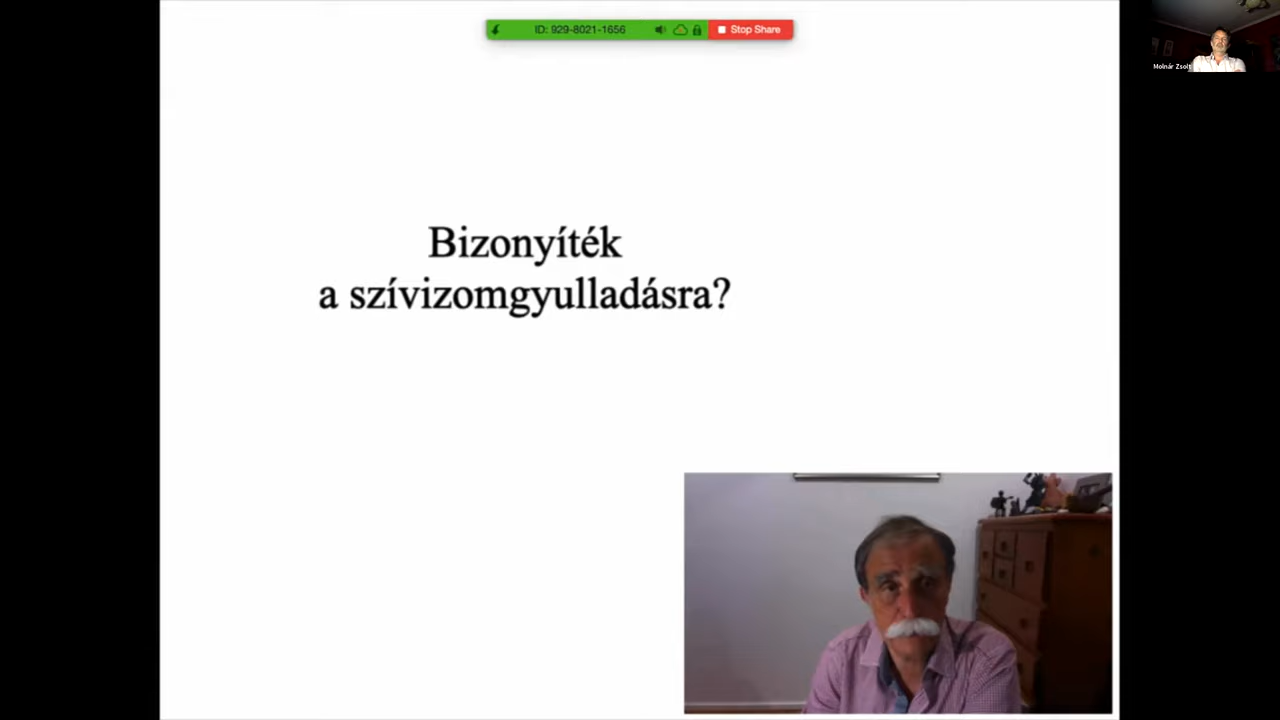 ID: 929-8021-1656
Stop Share
Molnár Zsolt
Bizonyíték
a szívizomgyulladásra?